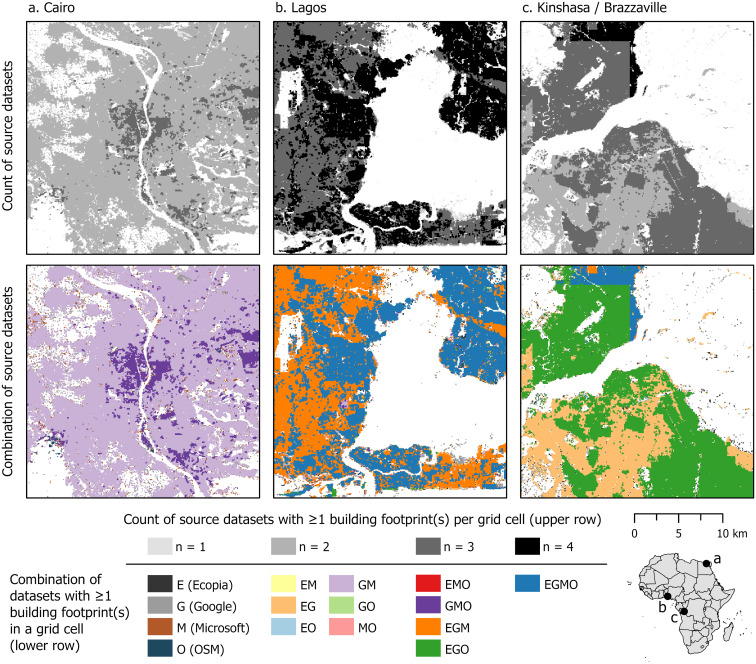 a. Cairo
b. Lagos
c. Kinshasa / Brazzaville
Count of source datasets
Combination of source datasets
Count of source datasets with ≥1 building footprint(s) per grid cell (upper row)
n = 1
n = 2
n = 3
n = 4
0
5
10 km
Combination of
datasets with ≥1
building footprint(s)
in a grid cell
(lower row)
E (Ecopia)
G (Google)
M (Microsoft)
O (OSM)
EM
EG
EO
GM
GO
MO
EMO
GMO
EGM
EGO
EGMO
a
b
c